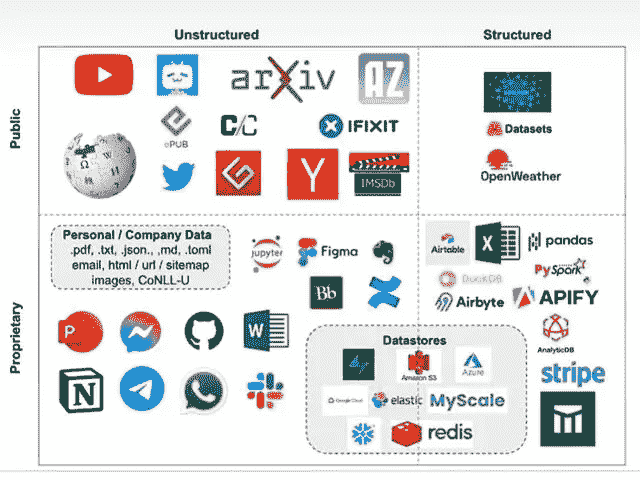 Unstructured
Structured
Public
arXiv
AZ
ePUB
C/C
IFIXIT
Datasets
OpenWeather
Y
IMSDb
Proprietary
Personal / Company Data
.pdf, .txt, .json., .md, .toml
email, html / url / sitemap
images, CoNLL-U
jupyter
Figma
Bb
Airtable
X
pandas
DuckDB
PySpark
Airbyte
APIFY
AnalyticDB
stripe
P
W
N
Datastores
Amazon S3
Azure
Google Cloud
elastic
MyScale
redis